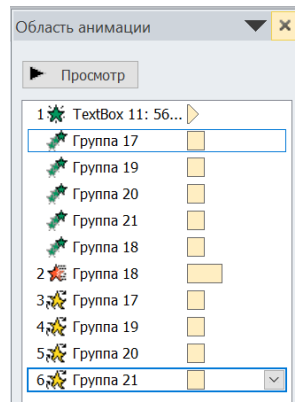 Область анимации
Просмотр
1 TextBox 11: 56...
Группа 17
Группа 19
Группа 20
Группа 21
Группа 18
2 Группа 18
3 Группа 17
4 Группа 19
5 Группа 20
6 Группа 21